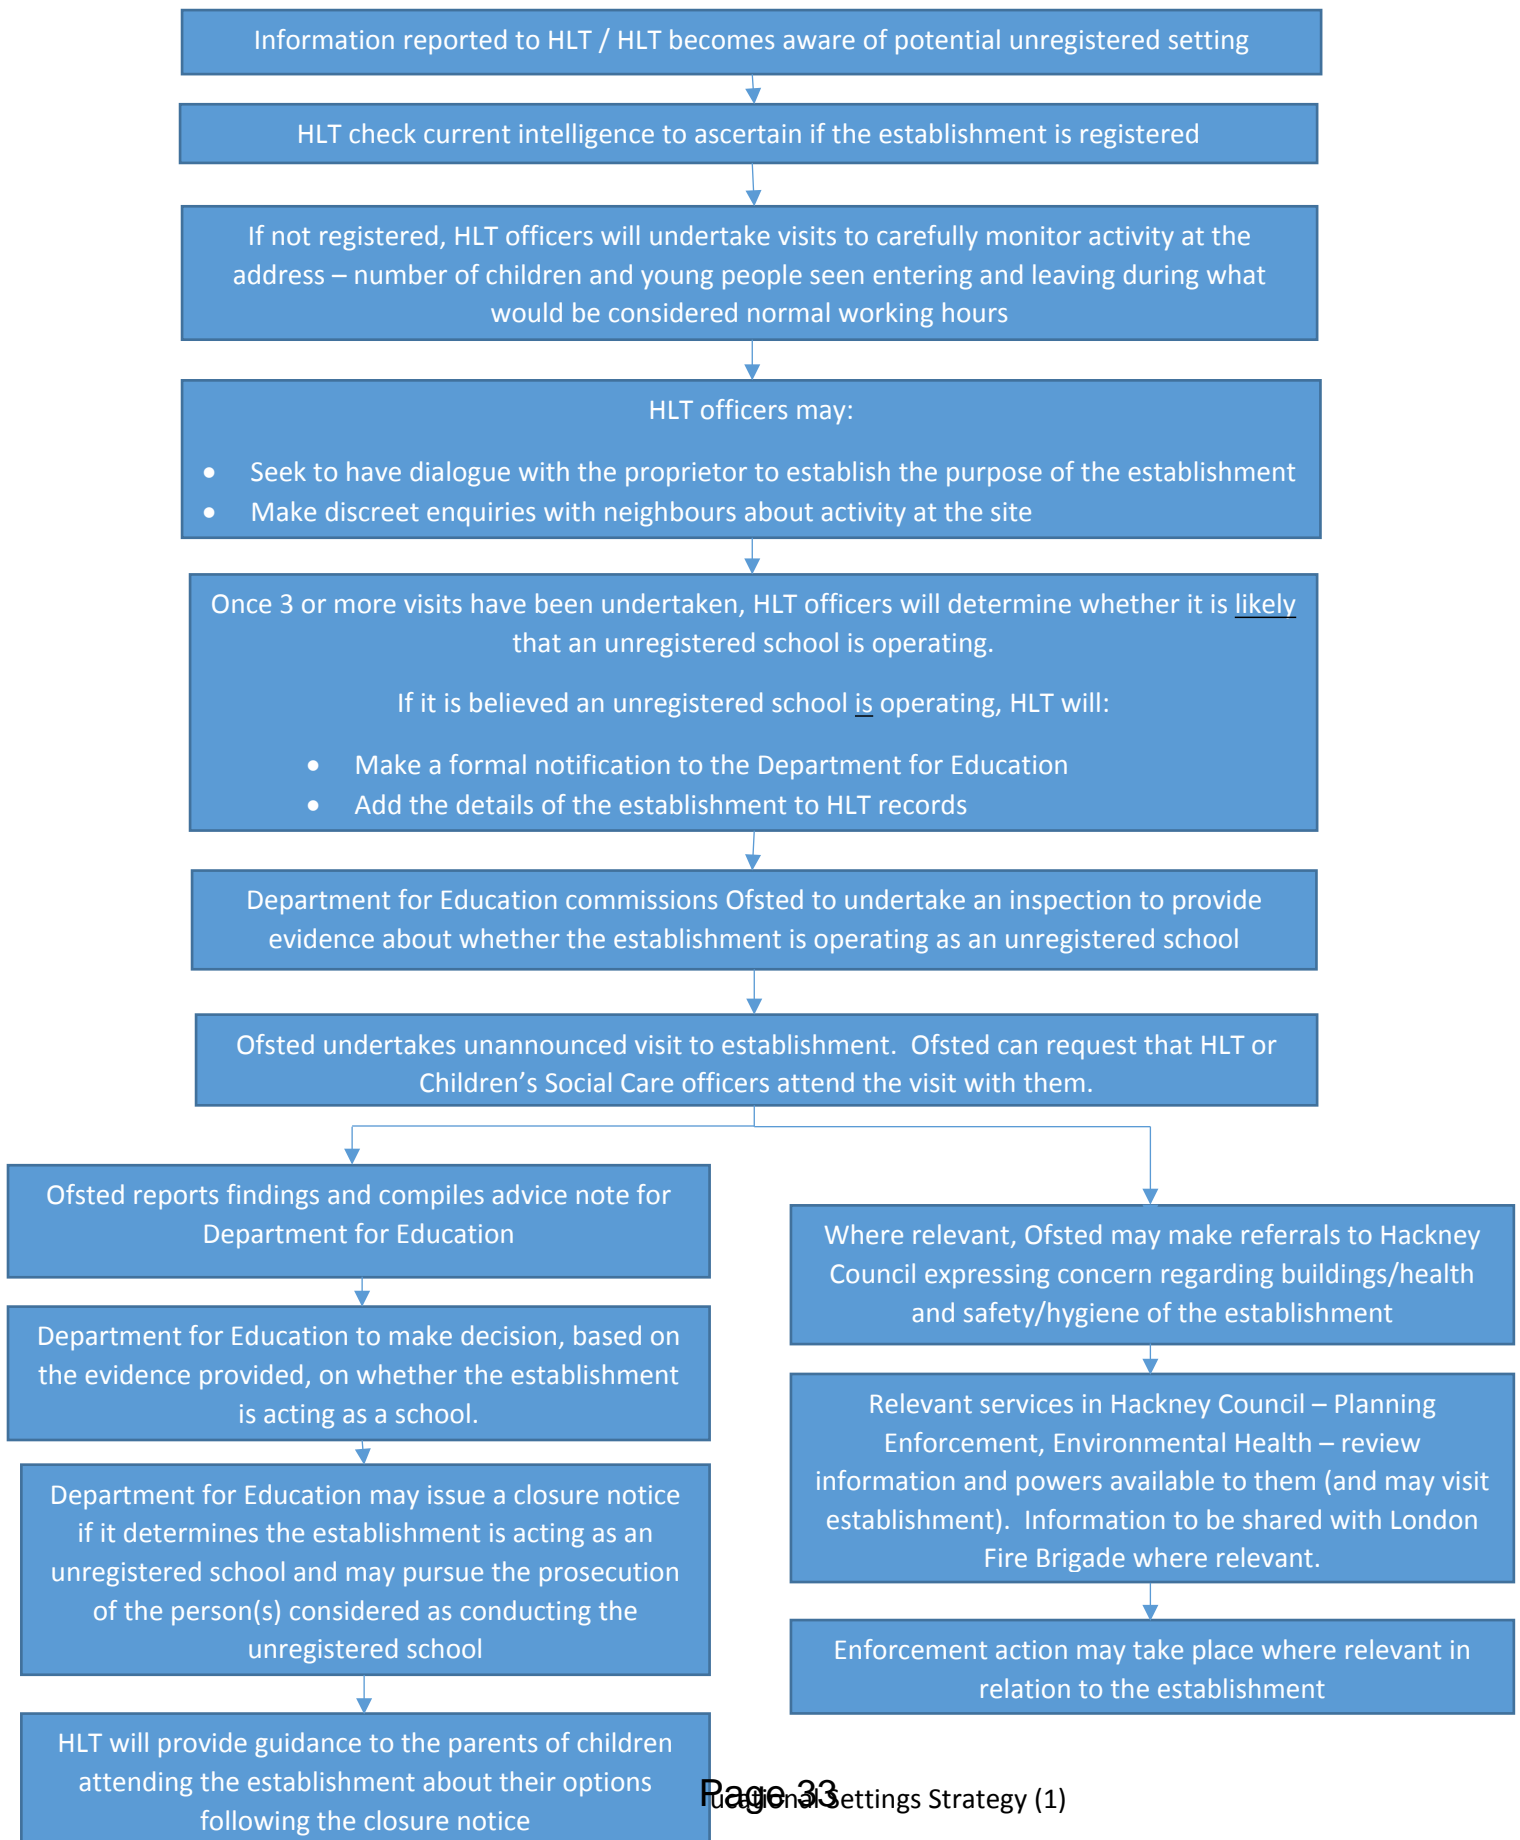 Information reported to HLT / HLT becomes aware of potential unregistered setting
HLT check current intelligence to ascertain if the establishment is registered
If not registered, HLT officers will undertake visits to carefully monitor activity at the
address – number of children and young people seen entering and leaving during what
would be considered normal working hours
HLT officers may:
• Seek to have dialogue with the proprietor to establish the purpose of the establishment
• Make discreet enquiries with neighbours about activity at the site
Once 3 or more visits have been undertaken, HLT officers will determine whether it is likely
that an unregistered school is operating.
If it is believed an unregistered school is operating, HLT will:
• Make a formal notification to the Department for Education
• Add the details of the establishment to HLT records
Department for Education commissions Ofsted to undertake an inspection to provide
evidence about whether the establishment is operating as an unregistered school
Ofsted undertakes unannounced visit to establishment.  Ofsted can request that HLT or
Children’s Social Care officers attend the visit with them.
Ofsted reports findings and compiles advice note for
Department for Education
Department for Education to make decision, based on
the evidence provided, on whether the establishment
is acting as a school.
Department for Education may issue a closure notice
if it determines the establishment is acting as an
unregistered school and may pursue the prosecution
of the person(s) considered as conducting the
unregistered school
HLT will provide guidance to the parents of children
attending the establishment about their options
following the closure notice
Where relevant, Ofsted may make referrals to Hackney
Council expressing concern regarding buildings/health
and safety/hygiene of the establishment
Relevant services in Hackney Council – Planning
Enforcement, Environmental Health – review
information and powers available to them (and may visit
establishment).  Information to be shared with London
Fire Brigade where relevant.
Enforcement action may take place where relevant in
relation to the establishment
Page 33
Settings Strategy (1)